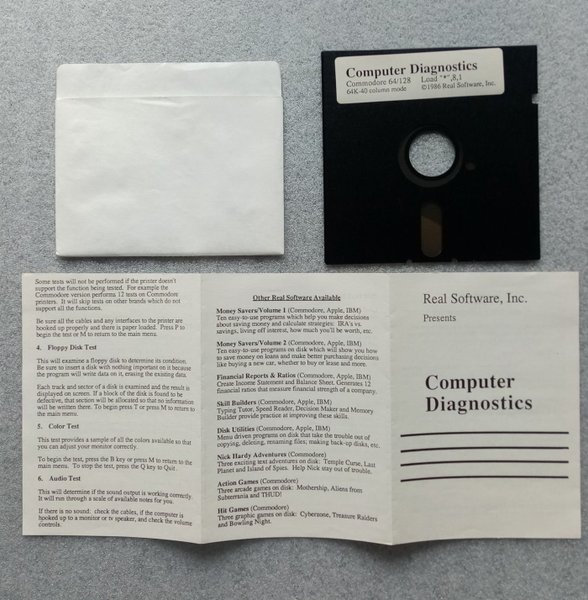 Computer Diagnostics
Commodore 64/128 Load "*",8,1
64K-40 column mode ©1986 Real Software, Inc.
Some tests will not be performed if the printer doesn't
support the function being tested. For example the
Commodore version performs 12 tests on Commodore
printers. It will skip tests on other brands which do not
support all the functions.
Be sure all the cables and any interfaces to the printer are
hooked up properly and there is paper loaded. Press P to
begin the test or M to return to the main menu.
4. Floppy Disk Test
This will examine a floppy disk to determine its condition.
Be sure to insert a disk with nothing important on it because
the program will write data on it, erasing the existing data.
Each track and sector of a disk is examined and the result is
displayed on screen. If a block of the disk is found to be
defective, that section will be allocated so that no information
will be written there. To begin press T or press M to return to
the main menu.
5. Color Test
This test provides a sample of all the colors available so that
you can adjust your monitor correctly.
To begin the test, press the B key or press M to return to the
main menu. To stop the test, press the Q key to Quit.
6. Audio Test
This will determine if the sound output is working correctly.
It will run through a scale of available notes for you.
If there is no sound: check the cables, if the computer is
hooked up to a monitor or tv speaker, and check the volume
controls.
Other Real Software Available
Money Savers/Volume 1 (Commodore, Apple, IBM)
Ten easy-to-use programs which help you make decisions
about saving money and calculate strategies: IRA's vs.
savings, living off interest, how much you'll be worth, etc.
Money Savers/Volume 2 (Commodore, Apple, IBM)
Ten easy-to-use programs on disk which will show you how
to save money on loans and make better purchasing decisions
like buying a new car, whether to buy or lease and more.
Financial Reports & Ratios (Commodore, Apple, IBM)
Create Income Statement and Balance Sheet. Generates 12
financial ratios that measure financial strength of a company.
Skill Builders (Commodore, Apple, IBM)
Typing Tutor, Speed Reader, Decision Maker and Memory
Builder provide practice at improving these skills.
Disk Utilities (Commodore, Apple, IBM)
Menu driven programs on disk that take the trouble out of
copying, deleting, renaming files, making back-up disks, etc.
Nick Hardy Adventures (Commodore)
Three exciting text adventures on disk: Temple Curse, Last
Planet and Island of Spies. Help Nick stay out of trouble.
Action Games (Commodore)
Three arcade games on disk: Mothership, Aliens from
Subterrania and THUD!
Hit Games (Commodore)
Three graphic games on disk: Cyberzone, Treasure Raiders
and Bowling Night.
Real Software, Inc.
Presents
Computer
Diagnostics